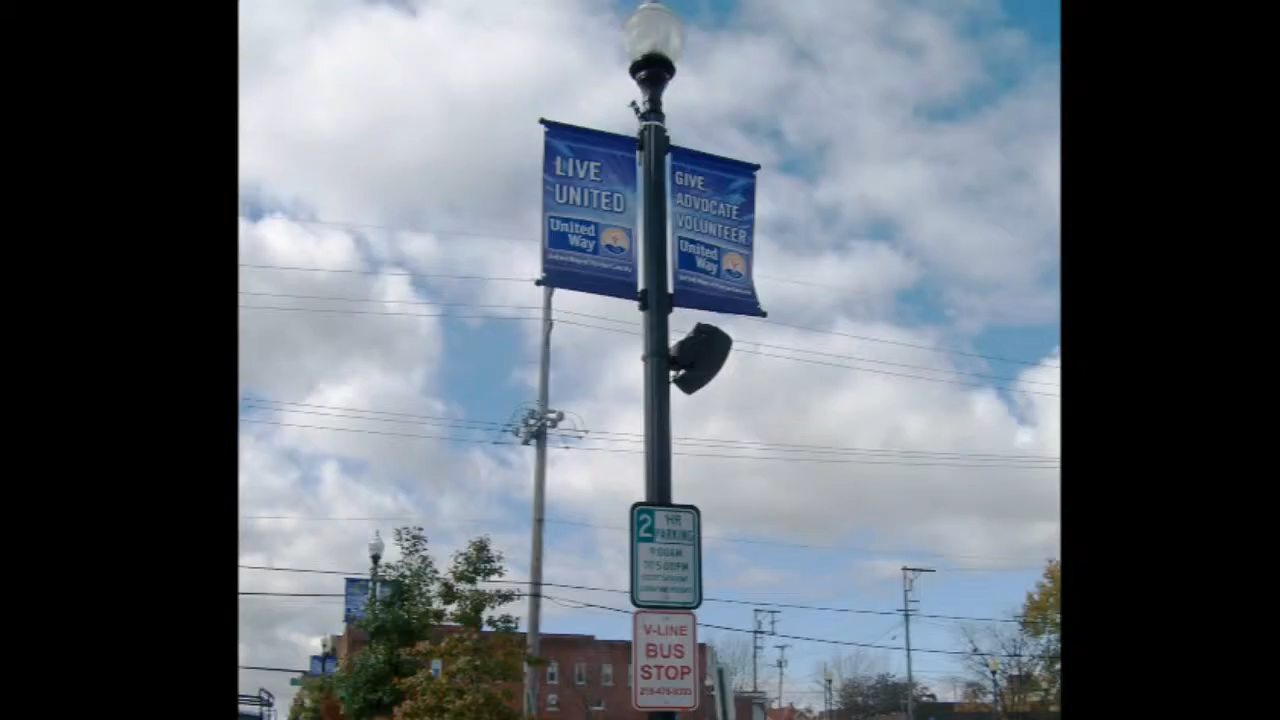 LIVE
UNITED
United
Way
GIVE
ADVOCATE
VOLUNTEER
United
Way
2
HR
PARKING
9:00AM
TO 5:00PM
V-LINE
BUS
STOP